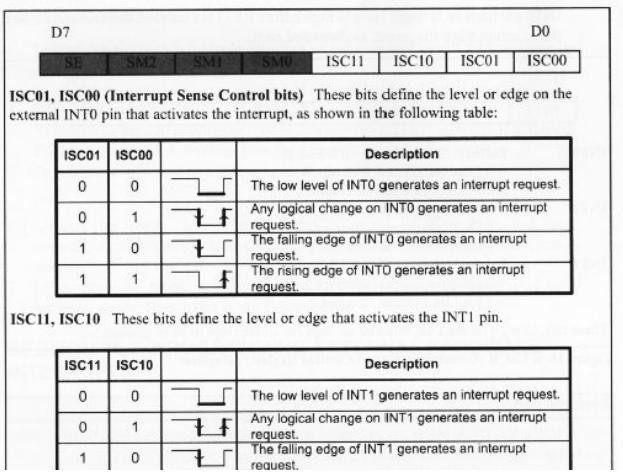 D7 D0
SE SM2 SM1 SM0 ISC11 ISC10 ISC01 ISC00
ISC01, ISC00 (Interrupt Sense Control bits) These bits define the level or edge on the
external INT0 pin that activates the interrupt, as shown in the following table:
ISC01 ISC00 Description
0 0 The low level of INT0 generates an interrupt request.
0 1 Any logical change on INT0 generates an interrupt
request.
1 0 The falling edge of INT0 generates an interrupt
request.
1 1 The rising edge of INTO generates an interrupt
request.
ISC11, ISC10 These bits define the level or edge that activates the INT1 pin.
ISC11 ISC10 Description
0 0 The low level of INT1 generates an interrupt request.
0 1 Any logical change on INT1 generates an interrupt
request.
1 0 The falling edge of INT1 generates an interrupt
request.